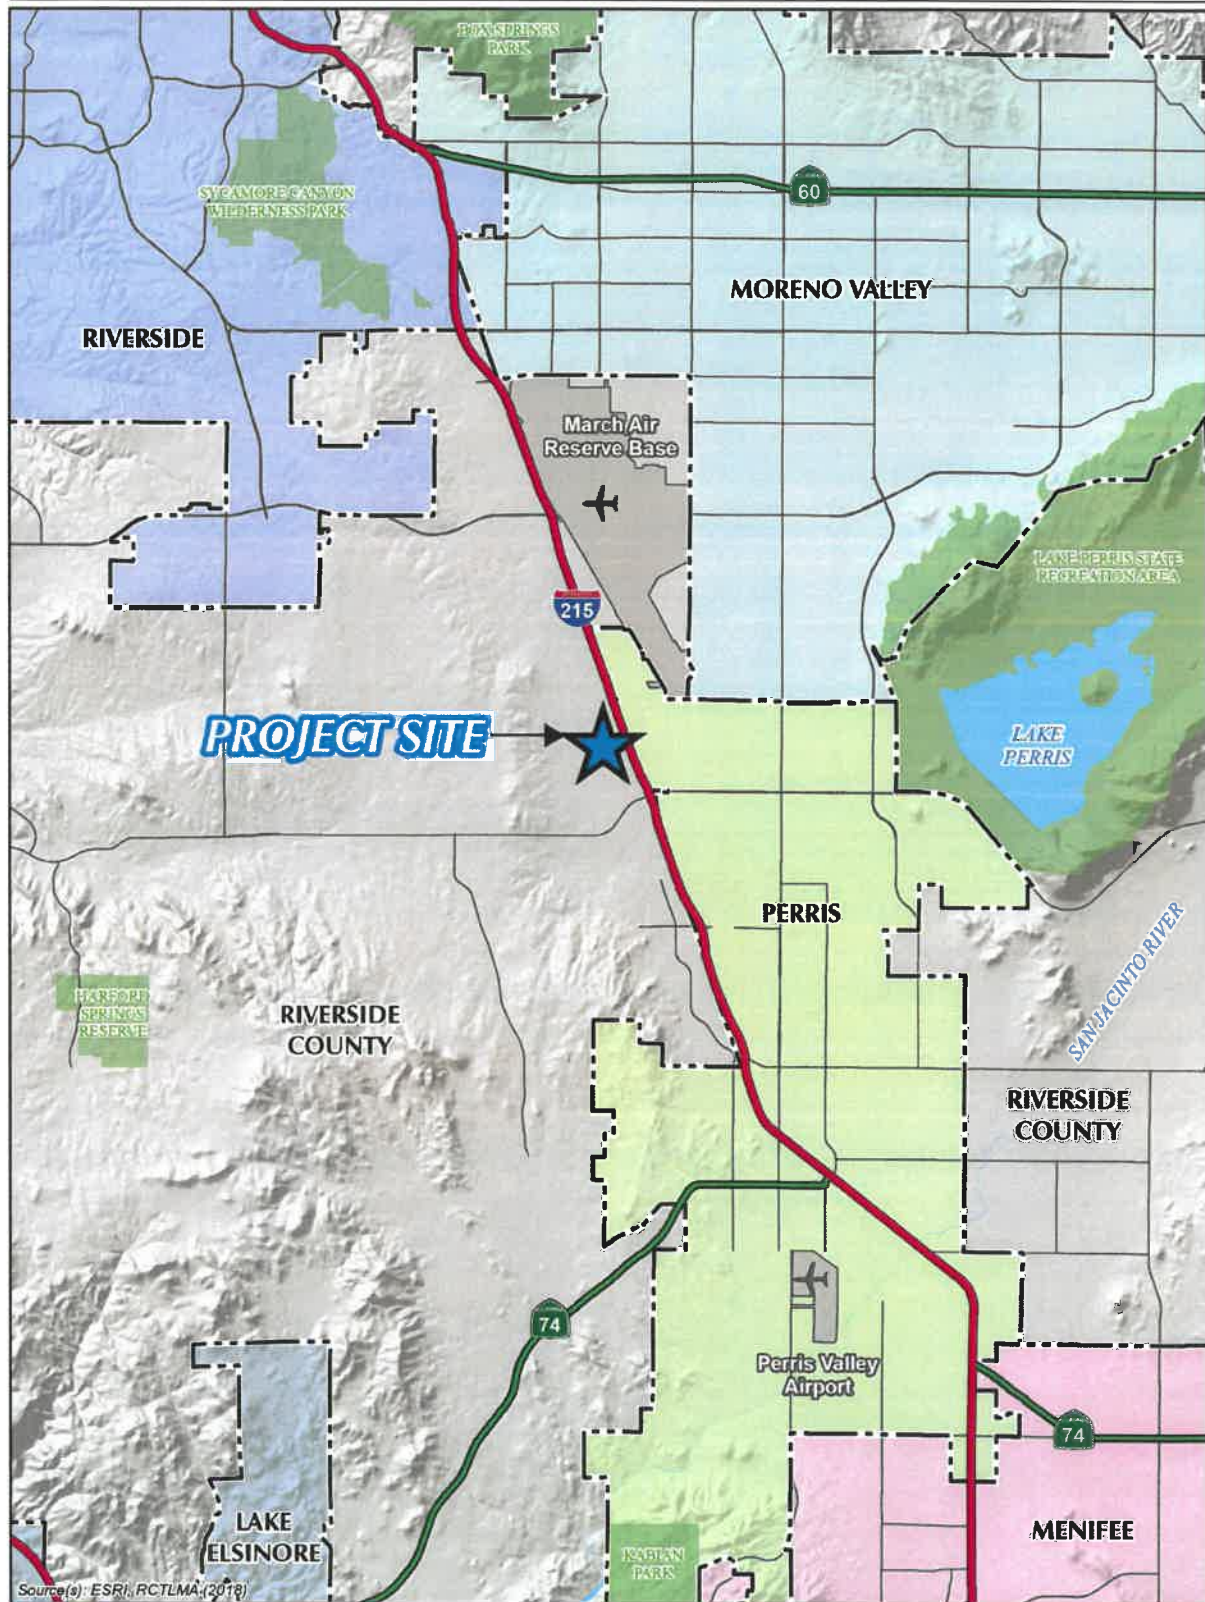 BOX SPRINGS
PARK
SYCAMORE CANYON
WILDERNESS PARK
60
MORENO VALLEY
RIVERSIDE
March Air
Reserve Base
LAKE PERRIS STATE
RECREATION AREA
215
PROJECT SITE
LAKE
PERRIS
PERRIS
SAN JACINTO RIVER
HARFORD
SPRINGS
RESERVE
RIVERSIDE
COUNTY
RIVERSIDE
COUNTY
74
Perris Valley
Airport
74
LAKE
ELSINORE
MENIFEE
KABIAN
PARK
Source(s): ESRI, RCTLMA (2018)